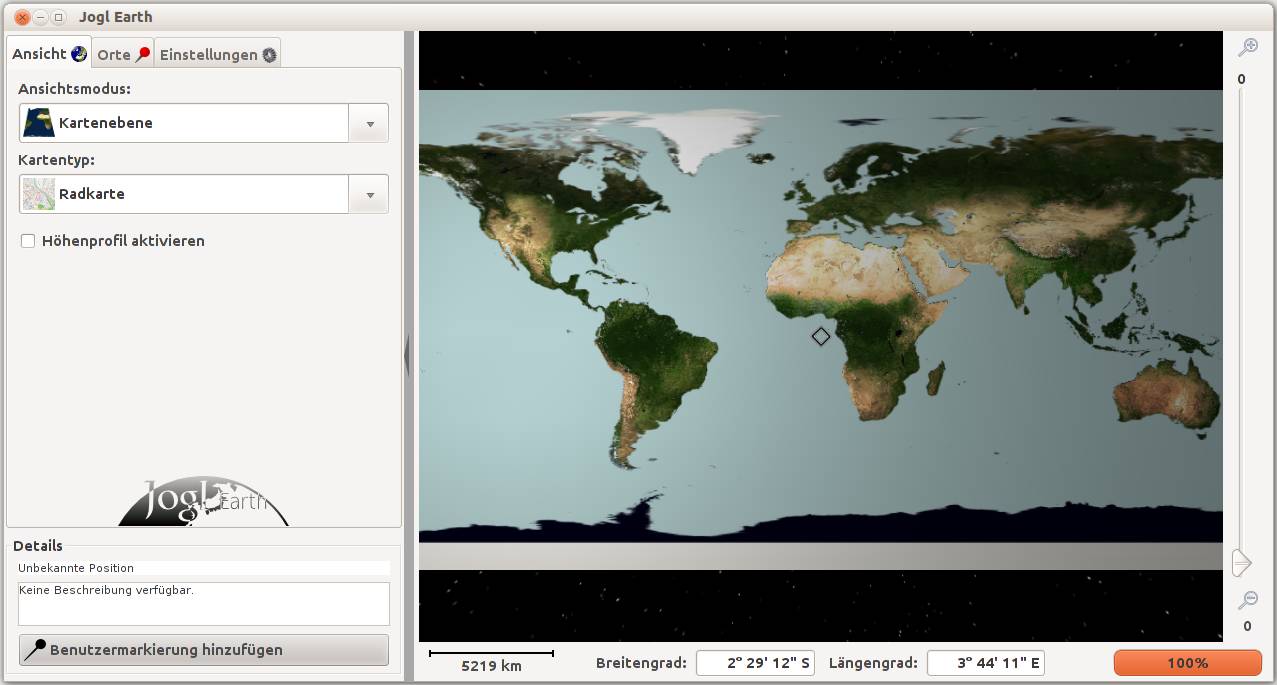 Jogl Earth
Ansicht Orte Einstellungen
Ansichtsmodus:
Kartenebene
Kartentyp:
Radkarte
Höhenprofil aktivieren
Jogl Earth
Details
Unbekannte Position
Keine Beschreibung verfügbar.
Benutzermarkierung hinzufügen
0
0
5219 km
Breitengrad: 2° 29' 12" S Längengrad: 3° 44' 11" E
100%